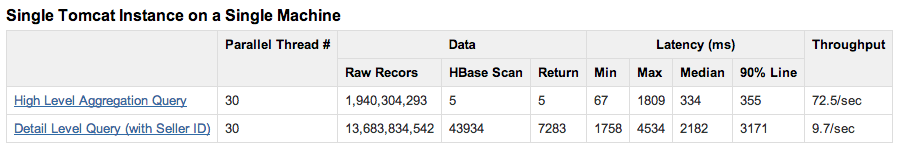 Single Tomcat Instance on a Single Machine
Parallel Thread # Data Latency (ms) Throughput
Raw Recors HBase Scan Return Min Max Median 90% Line
High Level Aggregation Query 30 1,940,304,293 5 5 67 1809 334 355 72.5/sec
Detail Level Query (with Seller ID) 30 13,683,834,542 43934 7283 1758 4534 2182 3171 9.7/sec